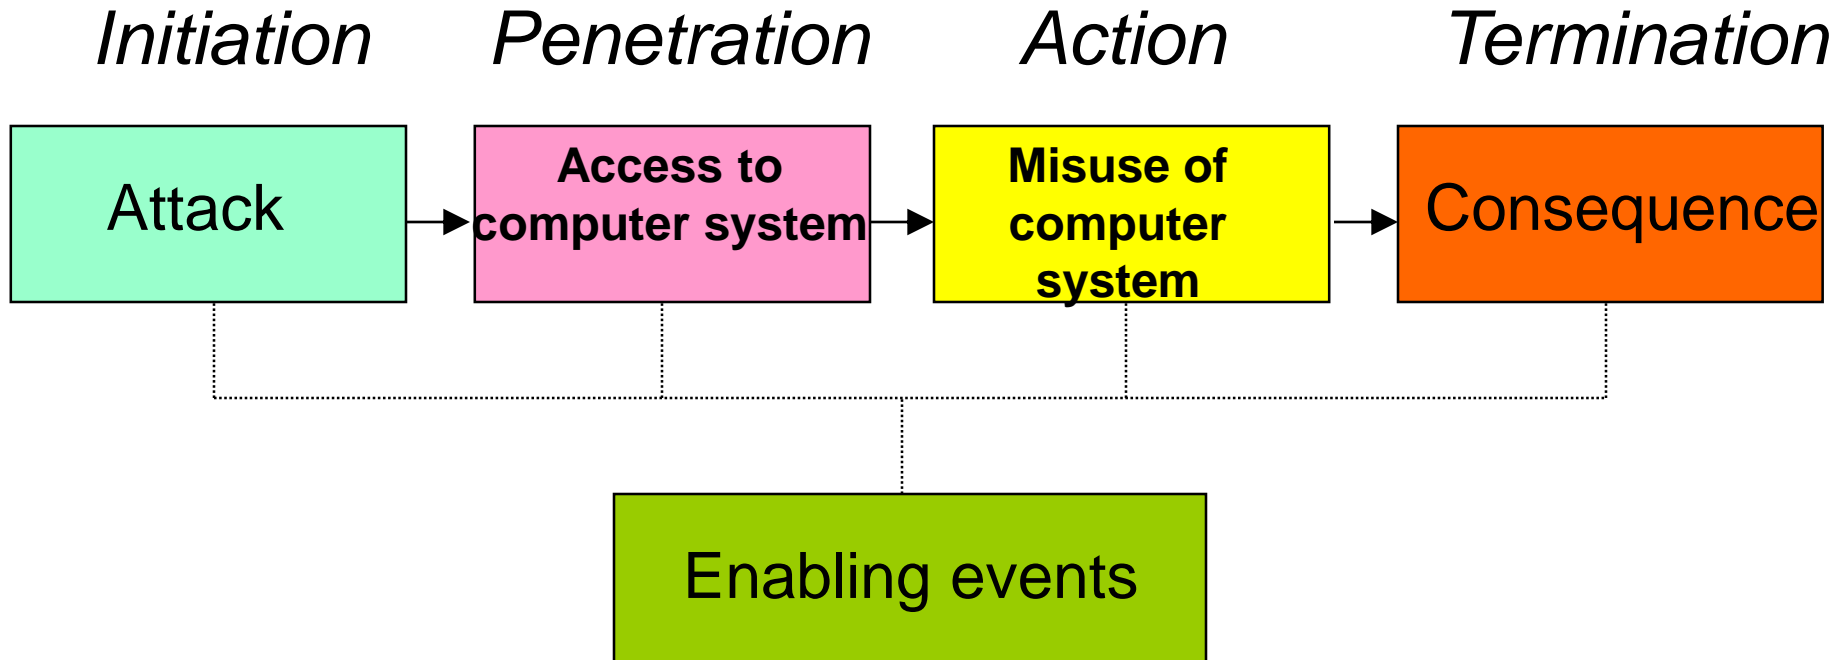 Initiation Penetration Action Termination
Attack
Access to
computer system
Misuse of
computer
system
Consequence
Enabling events